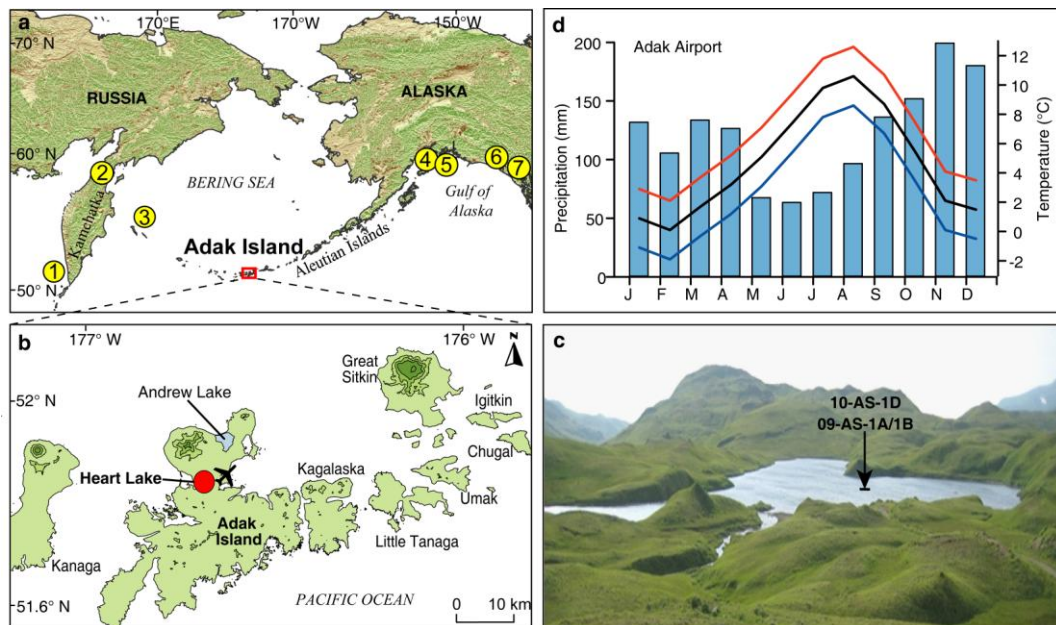 a
170°E
170°W
150°W
70° N
60° N
50° N
RUSSIA
ALASKA
Kamchatka
BERING SEA
Gulf of
Alaska
Adak Island
Aleutian Islands
1
2
3
4
5
6
7
b
177° W
176° W
52° N
51.6° N
N
Great
Sitkin
Igitkin
Chugal
Umak
Andrew Lake
Heart Lake
Kagalaska
Adak
Island
Little Tanaga
Kanaga
PACIFIC OCEAN
0 10 km
d
Adak Airport
Precipitation (mm)
200
150
100
50
0
Temperature (°C)
12
10
8
6
4
2
0
-2
J F M A M J J A S O N D
c
10-AS-1D
09-AS-1A/1B